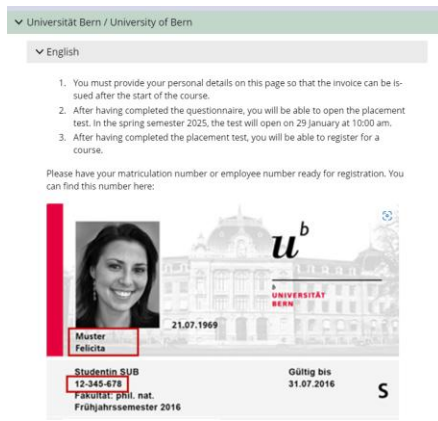 Universität Bern / University of Bern
English
1. You must provide your personal details on this page so that the invoice can be is-
sued after the start of the course.
2. After having completed the questionnaire, you will be able to open the placement
test. In the spring semester 2025, the test will open on 29 January at 10:00 am.
3. After having completed the placement test, you will be able to register for a
course.
Please have your matriculation number or employee number ready for registration. You
can find this number here:
u
b
b
UNIVERSITÄT
BERN
21.07.1969
Muster
Felicita
Studentin SUB
12-345-678
Fakultät: phil. nat.
Frühjahrssemester 2016
Gültig bis
31.07.2016
S